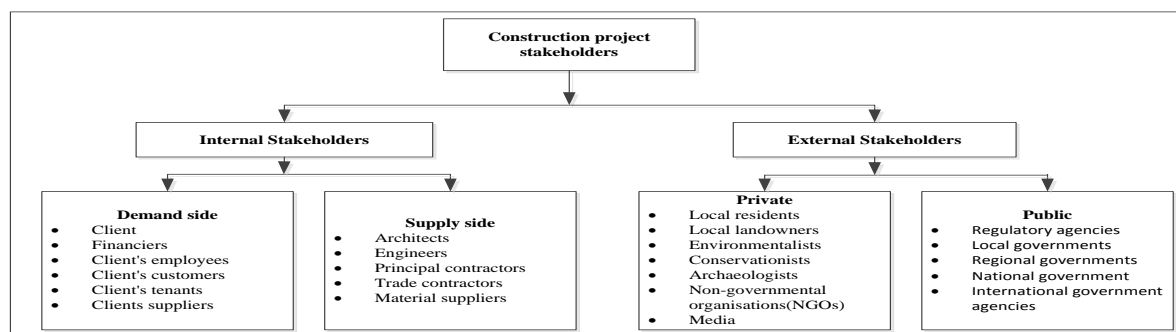 Construction project
stakeholders
Internal Stakeholders
External Stakeholders
Demand side
• Client
• Financiers
• Client's employees
• Client's customers
• Client's tenants
• Clients suppliers
Supply side
• Architects
• Engineers
• Principal contractors
• Trade contractors
• Material suppliers
Private
• Local residents
• Local landowners
• Environmentalists
• Conservationists
• Archaeologists
• Non-governmental
organisations(NGOs)
• Media
Public
• Regulatory agencies
• Local governments
• Regional governments
• National government
• International government
agencies